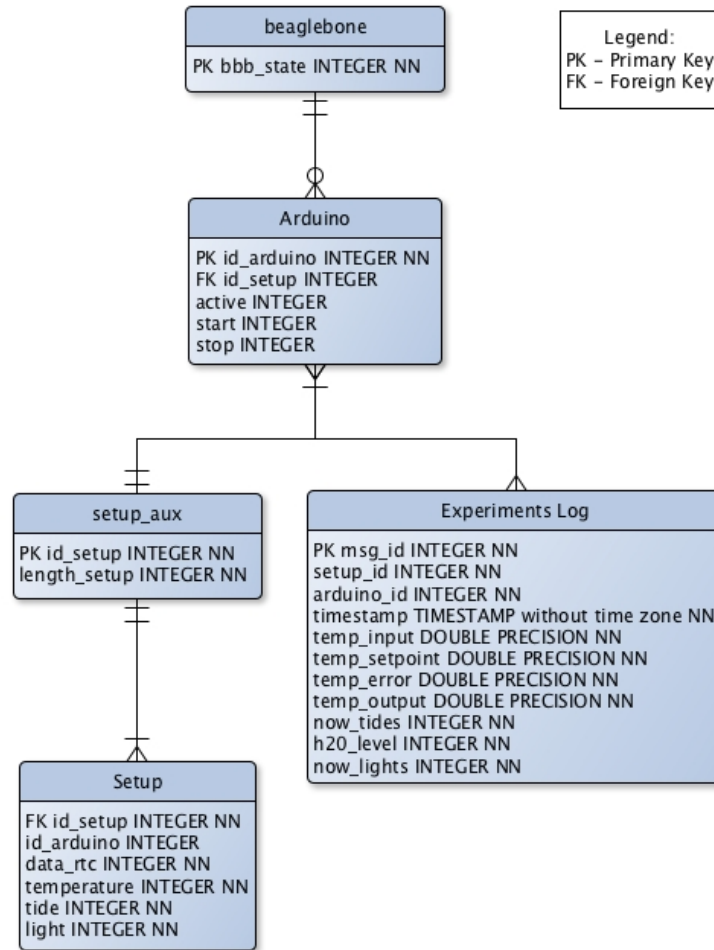 beaglebone
PK bbb_state INTEGER NN
Legend:
PK - Primary Key
FK - Foreign Key
Arduino
PK id_arduino INTEGER NN
FK id_setup INTEGER
active INTEGER
start INTEGER
stop INTEGER
setup_aux
PK id_setup INTEGER NN
length_setup INTEGER NN
Experiments Log
PK msg_id INTEGER NN
setup_id INTEGER NN
arduino_id INTEGER NN
timestamp TIMESTAMP without time zone NN
temp_input DOUBLE PRECISION NN
temp_setpoint DOUBLE PRECISION NN
temp_error DOUBLE PRECISION NN
temp_output DOUBLE PRECISION NN
now_tides INTEGER NN
h20_level INTEGER NN
now_lights INTEGER NN
Setup
FK id_setup INTEGER NN
id_arduino INTEGER
data_rtc INTEGER NN
temperature INTEGER NN
tide INTEGER NN
light INTEGER NN